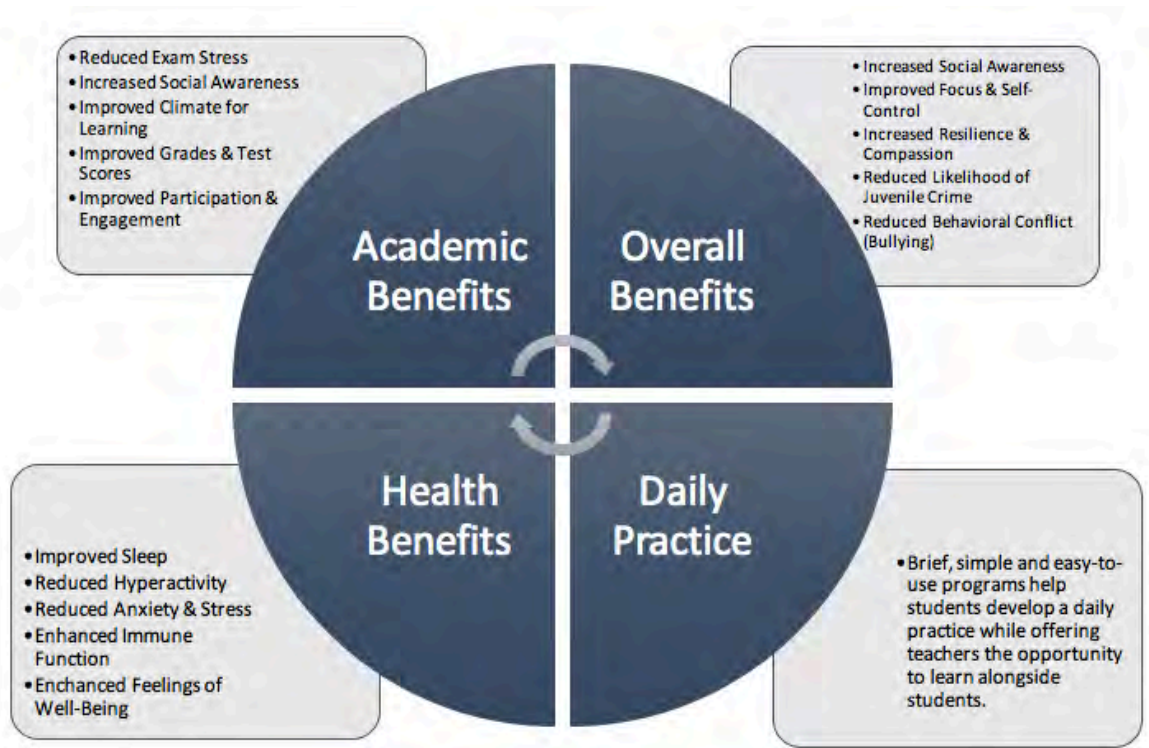 • Reduced Exam Stress
• Increased Social Awareness
• Improved Climate for
Learning
• Improved Grades & Test
Scores
• Improved Participation &
Engagement
Academic
Benefits
• Increased Social Awareness
• Improved Focus & Self-
Control
• Increased Resilience &
Compassion
• Reduced Likelihood of
Juvenile Crime
• Reduced Behavioral Conflict
(Bullying)
Overall
Benefits
• Improved Sleep
• Reduced Hyperactivity
• Reduced Anxiety & Stress
• Enhanced Immune
Function
• Enchanced Feelings of
Well-Being
Health
Benefits
Daily
Practice
• Brief, simple and easy-to-
use programs help
students develop a daily
practice while offering
teachers the opportunity
to learn alongside
students.